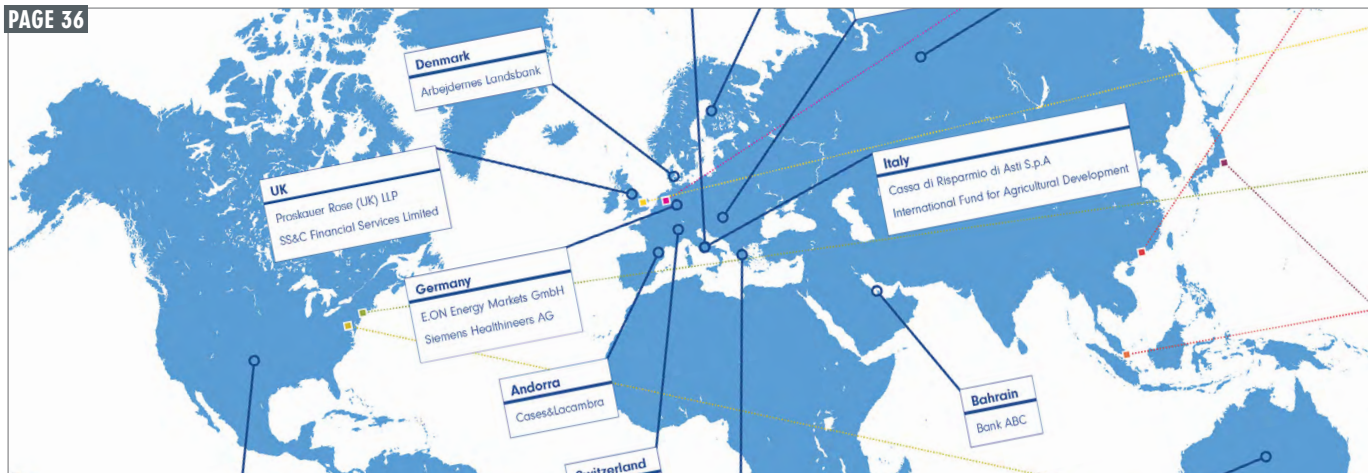 PAGE 36
Denmark
Arbejdernes Landsbank
UK
Proskauer Rose (UK) LLP
SS&C Financial Services Limited
Italy
Cassa di Risparmio di Asti S.p.A
International Fund for Agricultural Development
Germany
E.ON Energy Markets GmbH
Siemens Healthineers AG
Andorra
Cases&Lacambra
Bahrain
Bank ABC
Switzerland